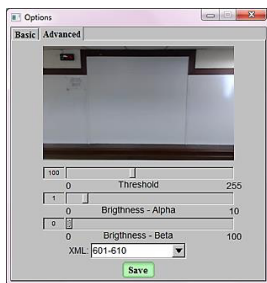 Options
Basic Advanced
100
0 Threshold 255
1
0 Brigthness - Alpha 10
0
0 Brigthness - Beta 100
XML: 601-610
Save